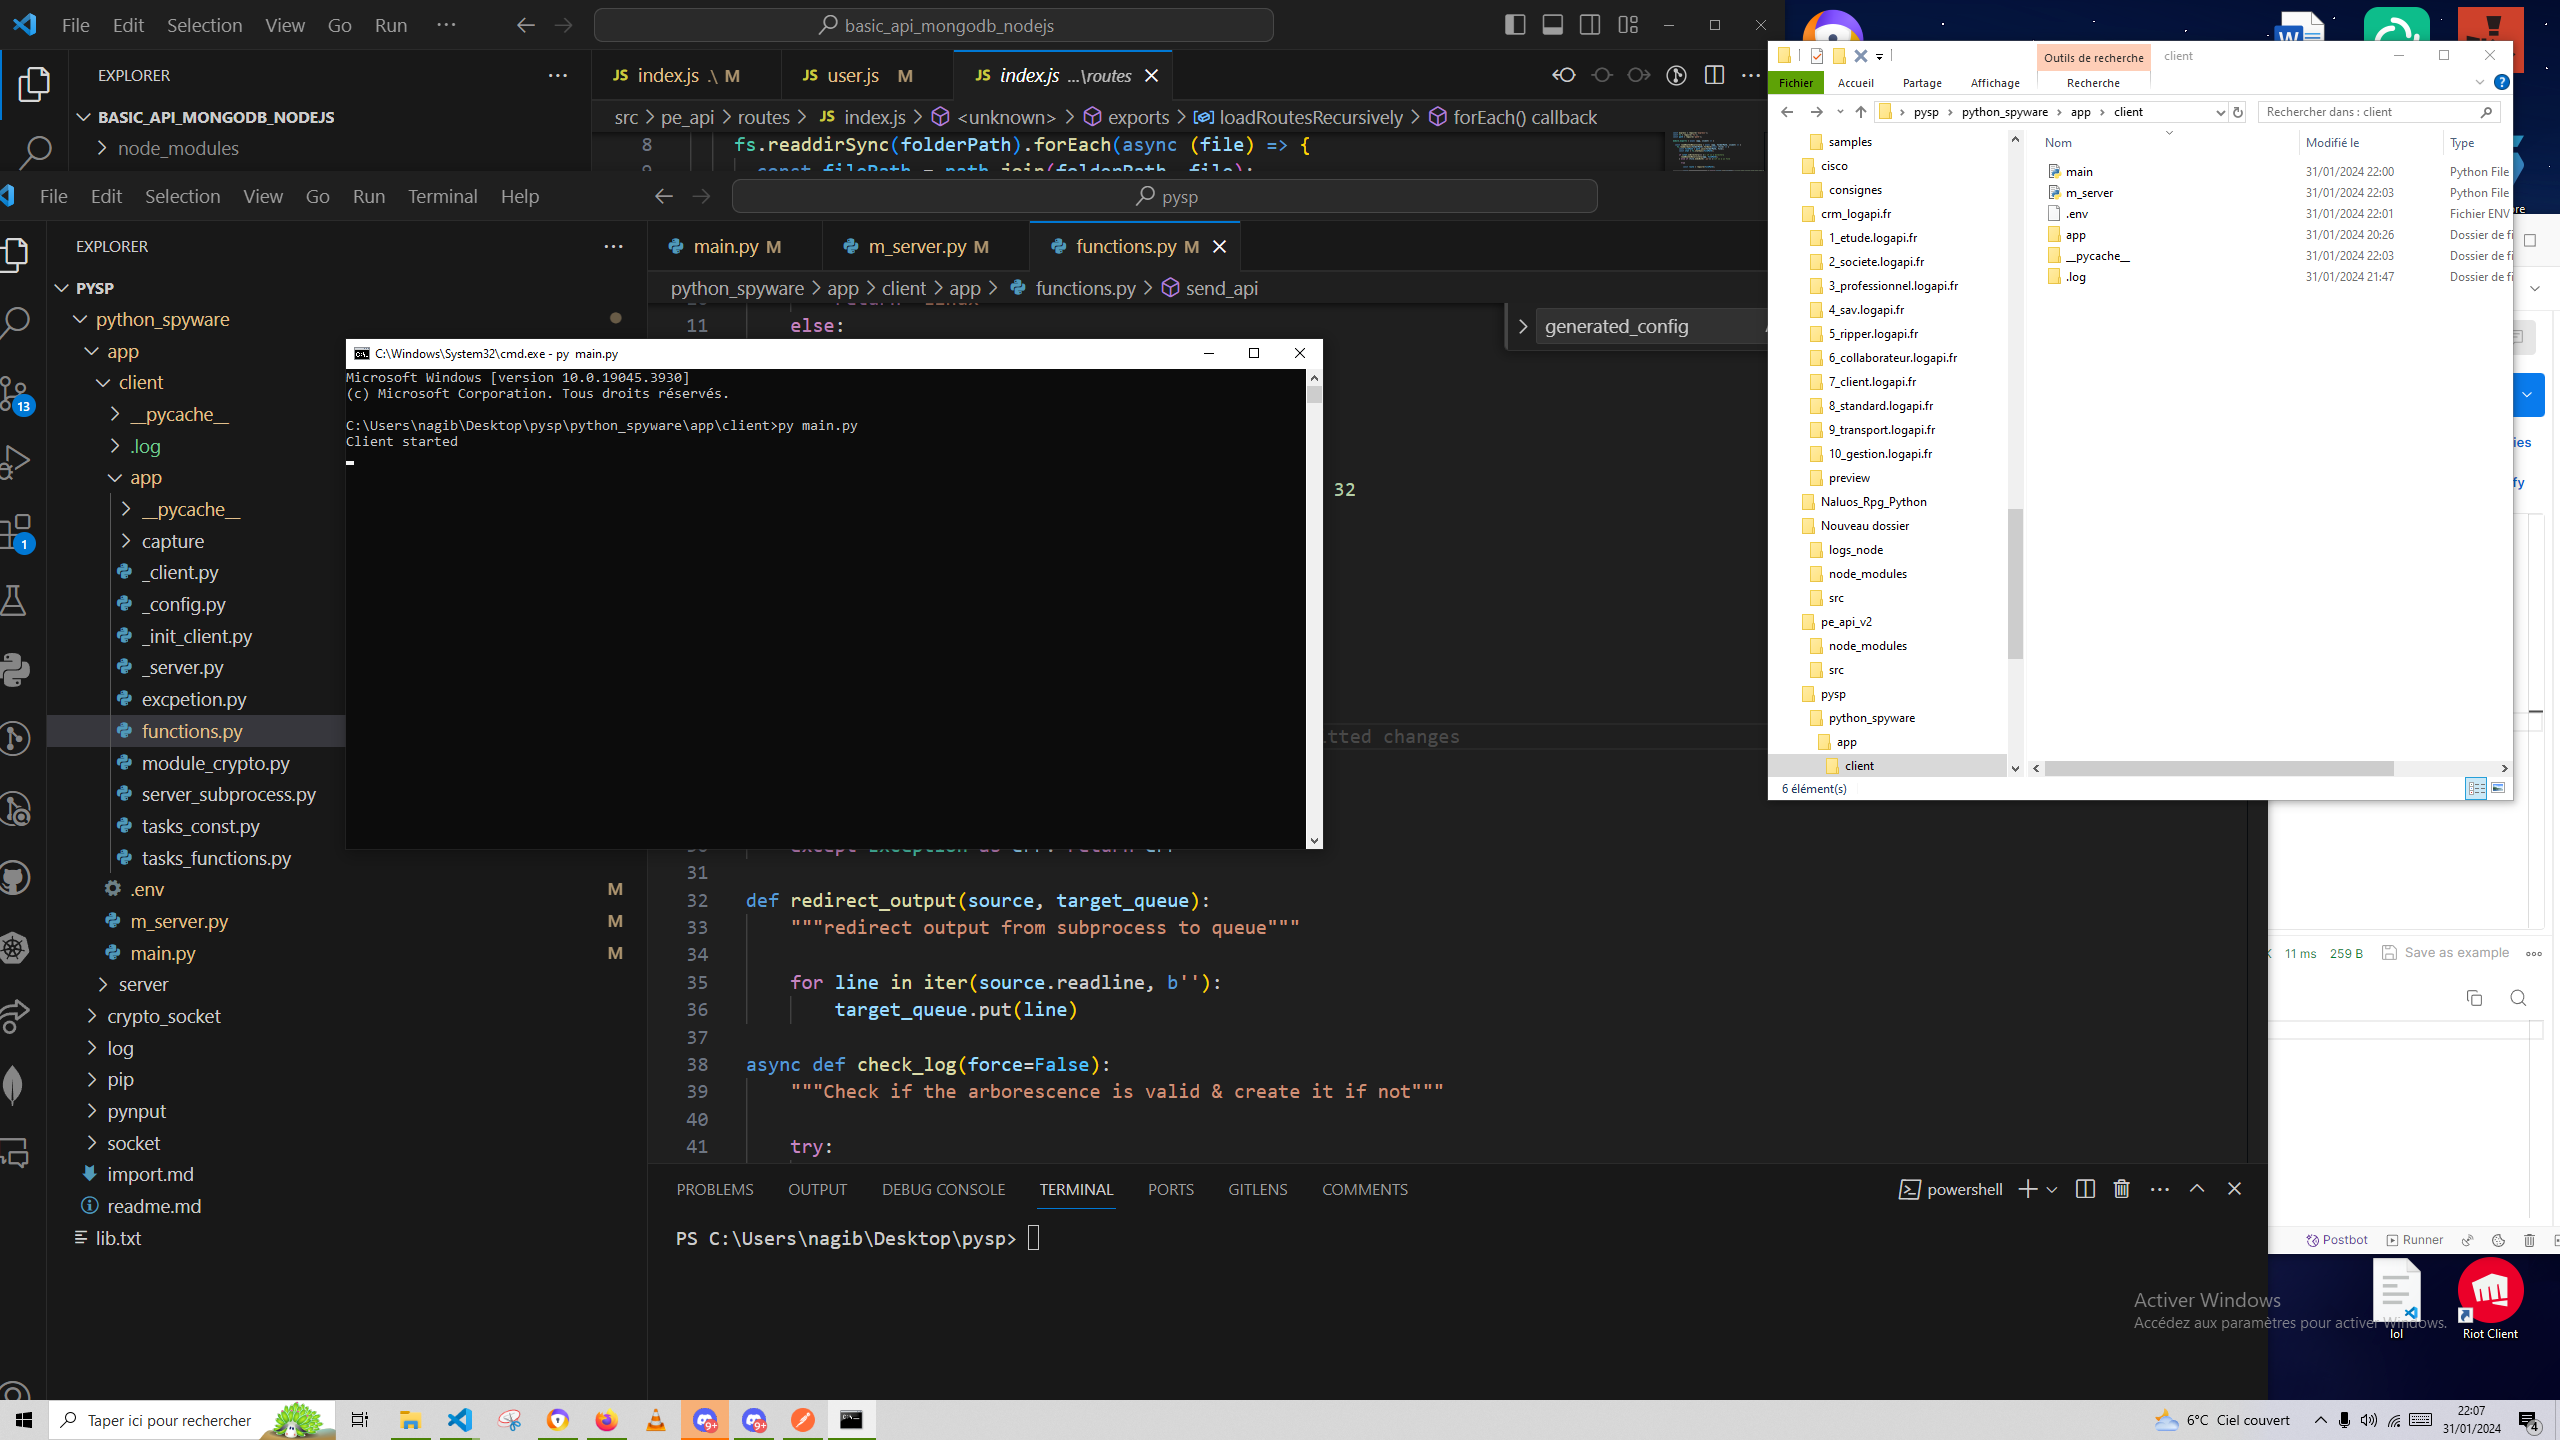 File Edit Selection View Go Run ···
basic_api_mongodb_nodejs
EXPLORER
BASIC_API_MONGODB_NODEJS
node_modules
index.js .\ M
user.js M
index.js ...\routes
src > pe_api > routes > index.js > <unknown> > exports > loadRoutesRecursively > forEach() callback
8 fs.readdirSync(folderPath).forEach(async (file) => {
File Edit Selection View Go Run Terminal Help
pysp
EXPLORER
PYSP
python_spyware
app
client
__pycache__
.log
app
__pycache__
capture
_client.py
_config.py
_init_client.py
_server.py
excpetion.py
functions.py
module_crypto.py
server_subprocess.py
tasks_const.py
tasks_functions.py
.env M
m_server.py M
main.py M
server
crypto_socket
log
pip
pynput
socket
import.md
readme.md
lib.txt
13
1
main.py M
m_server.py M
functions.py M
python_spyware > app > client > app > functions.py > send_api
11 else:
generated_config
C:\Windows\System32\cmd.exe - py main.py
Microsoft Windows [version 10.0.19045.3930]
(c) Microsoft Corporation. Tous droits réservés.
C:\Users\nagib\Desktop\pysp\python_spyware\app\client>py main.py
Client started
32
itted changes
31
32 def redirect_output(source, target_queue):
33 """redirect output from subprocess to queue"""
34
35 for line in iter(source.readline, b''):
36 target_queue.put(line)
37
38 async def check_log(force=False):
39 """Check if the arborescence is valid & create it if not"""
40
41 try:
PROBLEMS OUTPUT DEBUG CONSOLE TERMINAL PORTS GITLENS COMMENTS
powershell
PS C:\Users\nagib\Desktop\pysp>
Outils de recherche
client
Fichier Accueil Partage Affichage Recherche
pysp > python_spyware > app > client
Rechercher dans : client
samples
cisco
consignes
crm_logapi.fr
1_etude.logapi.fr
2_societe.logapi.fr
3_professionnel.logapi.fr
4_sav.logapi.fr
5_ripper.logapi.fr
6_collaborateur.logapi.fr
7_client.logapi.fr
8_standard.logapi.fr
9_transport.logapi.fr
10_gestion.logapi.fr
preview
Naluos_Rpg_Python
Nouveau dossier
logs_node
node_modules
src
pe_api_v2
node_modules
src
pysp
python_spyware
app
client
Nom Modifié le Type
main 31/01/2024 22:00 Python File
m_server 31/01/2024 22:03 Python File
.env 31/01/2024 22:01 Fichier ENV
app 31/01/2024 20:26 Dossier de fi
__pycache__ 31/01/2024 22:03 Dossier de fi
.log 31/01/2024 21:47 Dossier de fi
6 élément(s)
ies
fy
11 ms 259 B Save as example
Postbot Runner
Activer Windows
Accédez aux paramètres pour activer Windows.
lol
Riot Client
Taper ici pour rechercher
9+
9+
6°C Ciel couvert
22:07
31/01/2024
4